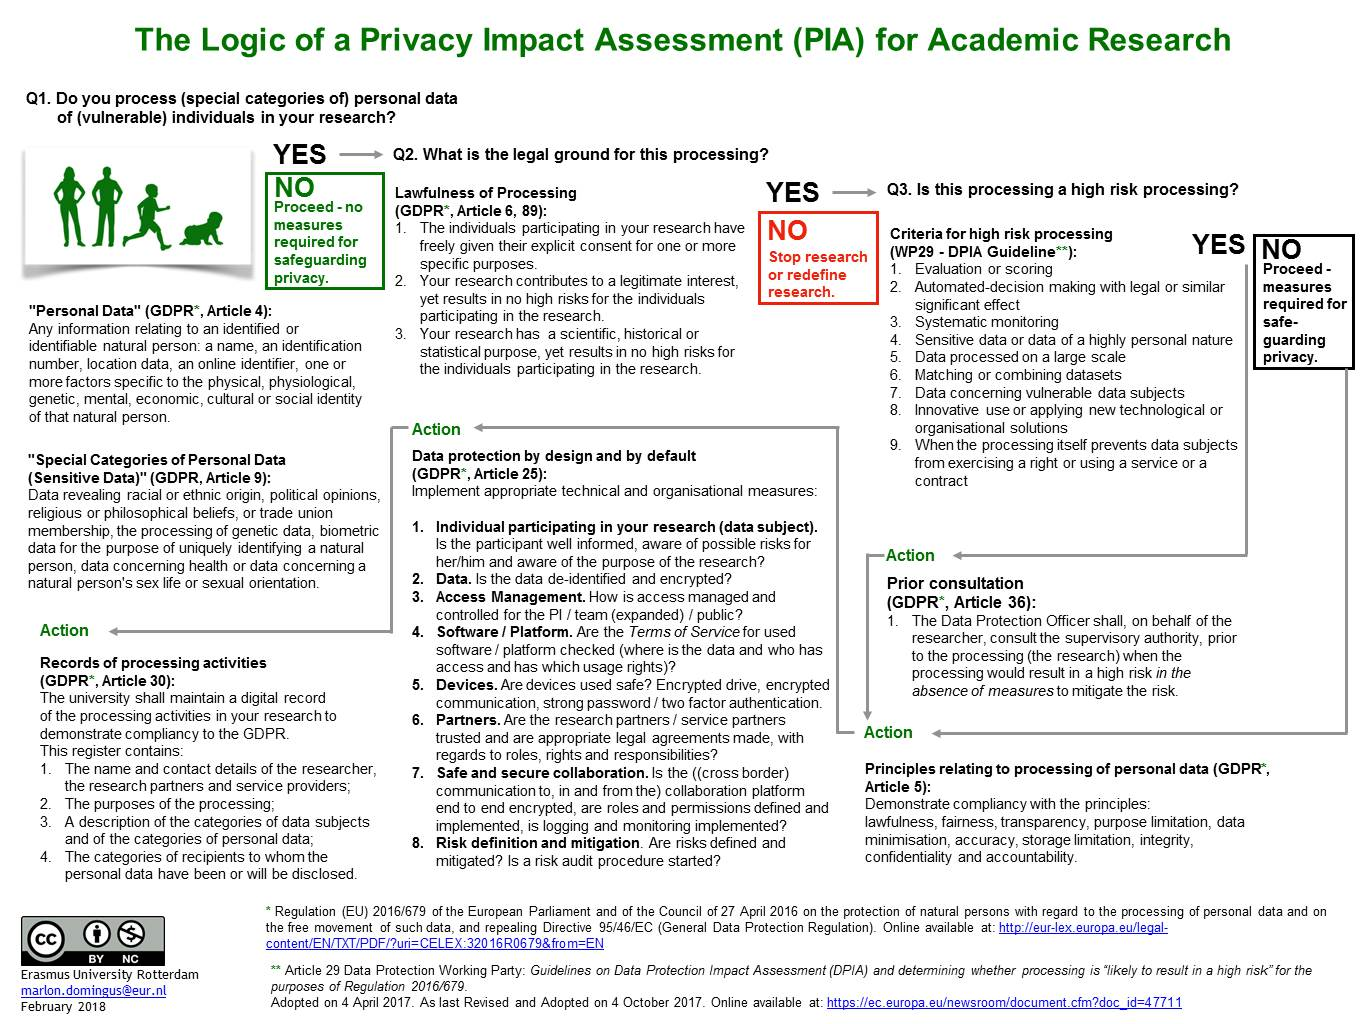 The Logic of a Privacy Impact Assessment (PIA) for Academic Research
Q1. Do you process (special categories of) personal data
of (vulnerable) individuals in your research?
YES
NO
Proceed - no
measures
required for
safeguarding
privacy.
"Personal Data" (GDPR*, Article 4):
Any information relating to an identified or
identifiable natural person: a name, an identification
number, location data, an online identifier, one or
more factors specific to the physical, physiological,
genetic, mental, economic, cultural or social identity
of that natural person.
"Special Categories of Personal Data
(Sensitive Data)" (GDPR, Article 9):
Data revealing racial or ethnic origin, political opinions,
religious or philosophical beliefs, or trade union
membership, the processing of genetic data, biometric
data for the purpose of uniquely identifying a natural
person, data concerning health or data concerning a
natural person's sex life or sexual orientation.
Q2. What is the legal ground for this processing?
Lawfulness of Processing
(GDPR*, Article 6, 89):
1. The individuals participating in your research have
freely given their explicit consent for one or more
specific purposes.
2. Your research contributes to a legitimate interest,
yet results in no high risks for the individuals
participating in the research.
3. Your research has a scientific, historical or
statistical purpose, yet results in no high risks for
the individuals participating in the research.
YES
NO
Stop research
or redefine
research.
Q3. Is this processing a high risk processing?
Criteria for high risk processing
(WP29 - DPIA Guideline**):
1. Evaluation or scoring
2. Automated-decision making with legal or similar
significant effect
3. Systematic monitoring
4. Sensitive data or data of a highly personal nature
5. Data processed on a large scale
6. Matching or combining datasets
7. Data concerning vulnerable data subjects
8. Innovative use or applying new technological or
organisational solutions
9. When the processing itself prevents data subjects
from exercising a right or using a service or a
contract
YES
NO
Proceed -
measures
required for
safe-
guarding
privacy.
Action
Prior consultation
(GDPR*, Article 36):
1. The Data Protection Officer shall, on behalf of the
researcher, consult the supervisory authority, prior
to the processing (the research) when the
processing would result in a high risk in the
absence of measures to mitigate the risk.
Action
Principles relating to processing of personal data (GDPR*,
Article 5):
Demonstrate compliancy with the principles:
lawfulness, fairness, transparency, purpose limitation, data
minimisation, accuracy, storage limitation, integrity,
confidentiality and accountability.
Action
Data protection by design and by default
(GDPR*, Article 25):
Implement appropriate technical and organisational measures:
1. Individual participating in your research (data subject).
Is the participant well informed, aware of possible risks for
her/him and aware of the purpose of the research?
2. Data. Is the data de-identified and encrypted?
3. Access Management. How is access managed and
controlled for the PI / team (expanded) / public?
4. Software / Platform. Are the Terms of Service for used
software / platform checked (where is the data and who has
access and has which usage rights)?
5. Devices. Are devices used safe? Encrypted drive, encrypted
communication, strong password / two factor authentication.
6. Partners. Are the research partners / service partners
trusted and are appropriate legal agreements made, with
regards to roles, rights and responsibilities?
7. Safe and secure collaboration. Is the ((cross border)
communication to, in and from the) collaboration platform
end to end encrypted, are roles and permissions defined and
implemented, is logging and monitoring implemented?
8. Risk definition and mitigation. Are risks defined and
mitigated? Is a risk audit procedure started?
Action
Records of processing activities
(GDPR*, Article 30):
The university shall maintain a digital record
of the processing activities in your research to
demonstrate compliancy to the GDPR.
This register contains:
1. The name and contact details of the researcher,
the research partners and service providers;
2. The purposes of the processing;
3. A description of the categories of data subjects
and of the categories of personal data;
4. The categories of recipients to whom the
personal data have been or will be disclosed.
cc
BY NC
Erasmus University Rotterdam
marlon.domingus@eur.nl
February 2018
* Regulation (EU) 2016/679 of the European Parliament and of the Council of 27 April 2016 on the protection of natural persons with regard to the processing of personal data and on
the free movement of such data, and repealing Directive 95/46/EC (General Data Protection Regulation). Online available at: http://eur-lex.europa.eu/legal-
content/EN/TXT/PDF/?uri=CELEX:32016R0679&from=EN
** Article 29 Data Protection Working Party: Guidelines on Data Protection Impact Assessment (DPIA) and determining whether processing is "likely to result in a high risk" for the
purposes of Regulation 2016/679.
Adopted on 4 April 2017. As last Revised and Adopted on 4 October 2017. Online available at: https://ec.europa.eu/newsroom/document.cfm?doc_id=47711